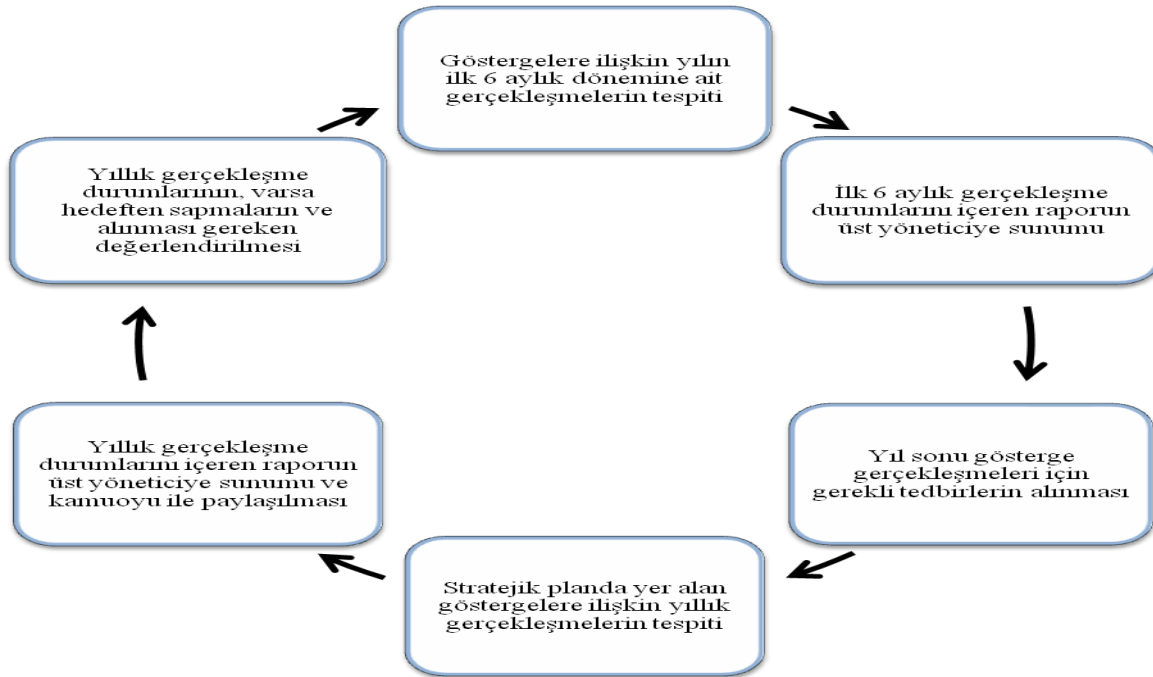 Göstergelere ilişkin yılın
ilk 6 aylık dönemine ait
gerçekleşmelerin tespiti
İlk 6 aylık gerçekleşme
durumlarını içeren raporun
üst yöneticiye sunumu
Yıl sonu gösterge
gerçekleşmeleri için
gerekli tedbirlerin alınması
Stratejik planda yer alan
göstergelere ilişkin yıllık
gerçekleşmelerin tespiti
Yıllık gerçekleşme
durumlarını içeren raporun
üst yöneticiye sunumu ve
kamuoyu ile paylaşılması
Yıllık gerçekleşme
durumlarının, varsa
hedeften sapmaların ve
alınması gereken
değerlendirilmesi